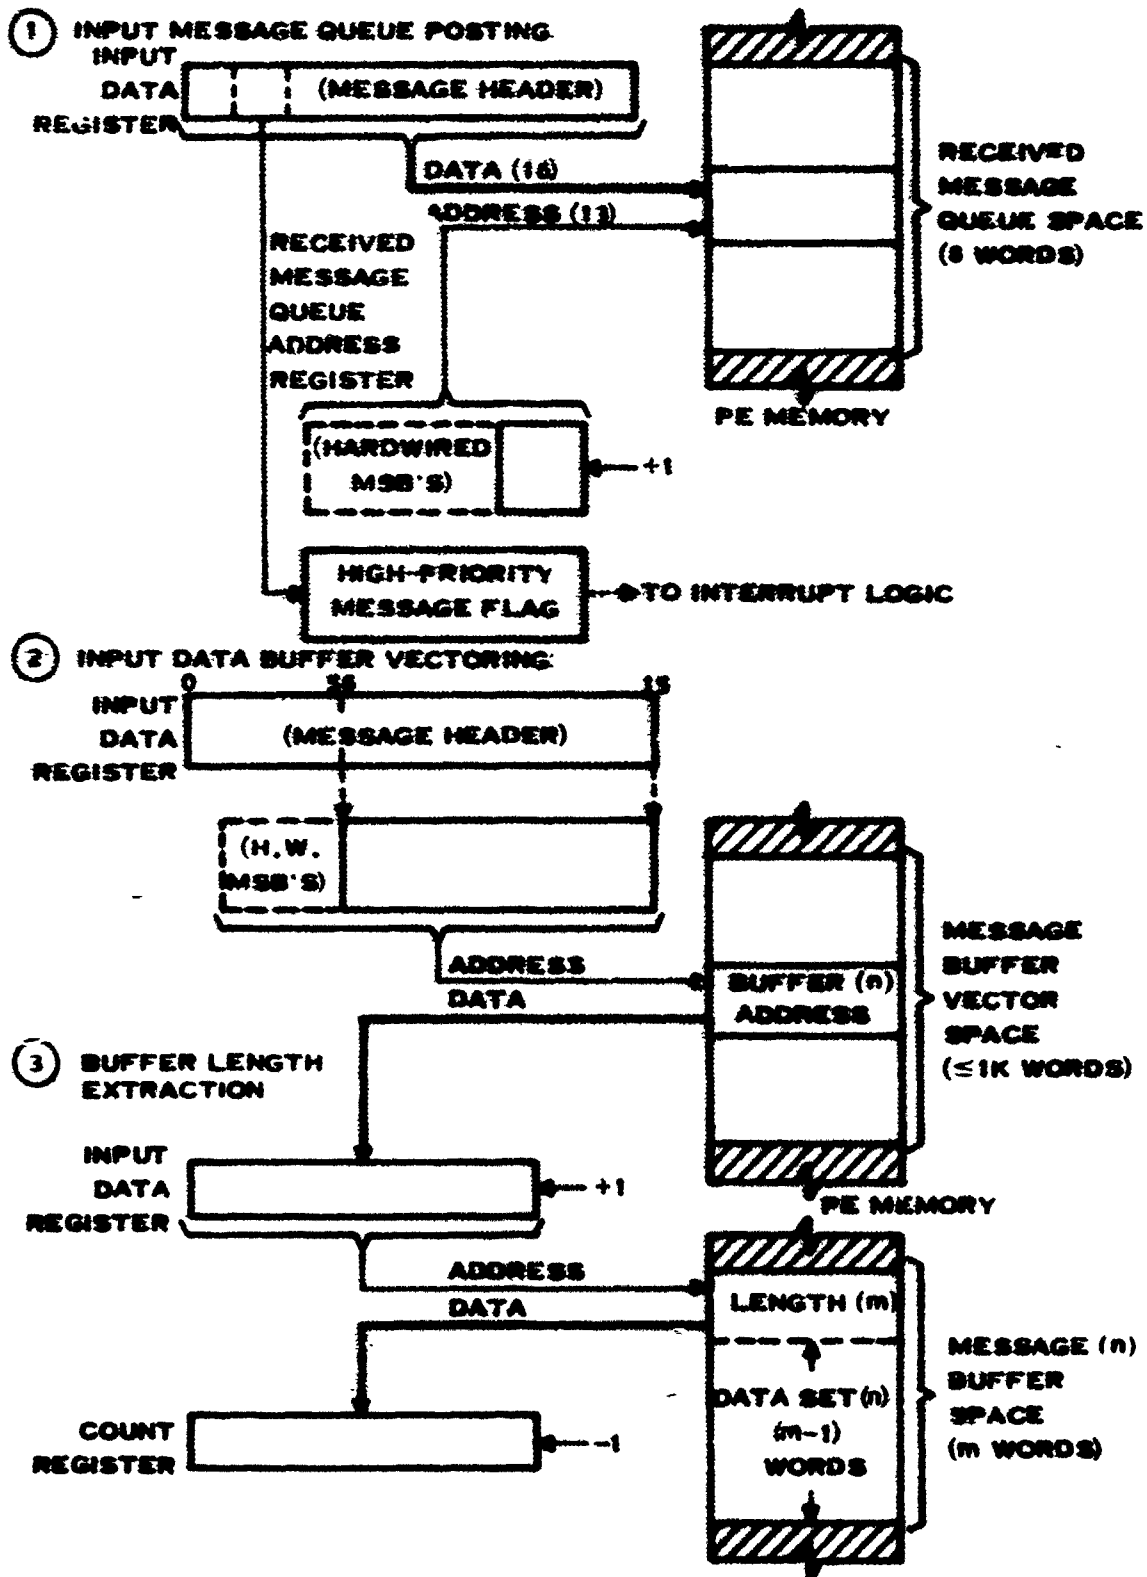 1 INPUT MESSAGE QUEUE POSTING
INPUT
DATA
REGISTER
(MESSAGE HEADER)
DATA (16)
ADDRESS (13)
RECEIVED
MESSAGE
QUEUE
ADDRESS
REGISTER
RECEIVED
MESSAGE
QUEUE SPACE
(8 WORDS)
PE MEMORY
(HARDWIRED
MSB'S)
+1
HIGH-PRIORITY
MESSAGE FLAG
TO INTERRUPT LOGIC
2 INPUT DATA BUFFER VECTORING
0 56 15
INPUT
DATA
REGISTER
(MESSAGE HEADER)
(H.W.
MSB'S)
ADDRESS
DATA
BUFFER (n)
ADDRESS
MESSAGE
BUFFER
VECTOR
SPACE
(≤1K WORDS)
PE MEMORY
3 BUFFER LENGTH
EXTRACTION
INPUT
DATA
REGISTER
+1
ADDRESS
DATA
LENGTH (m)
DATA SET (n)
(m-1)
WORDS
MESSAGE (n)
BUFFER
SPACE
(m WORDS)
COUNT
REGISTER
-1